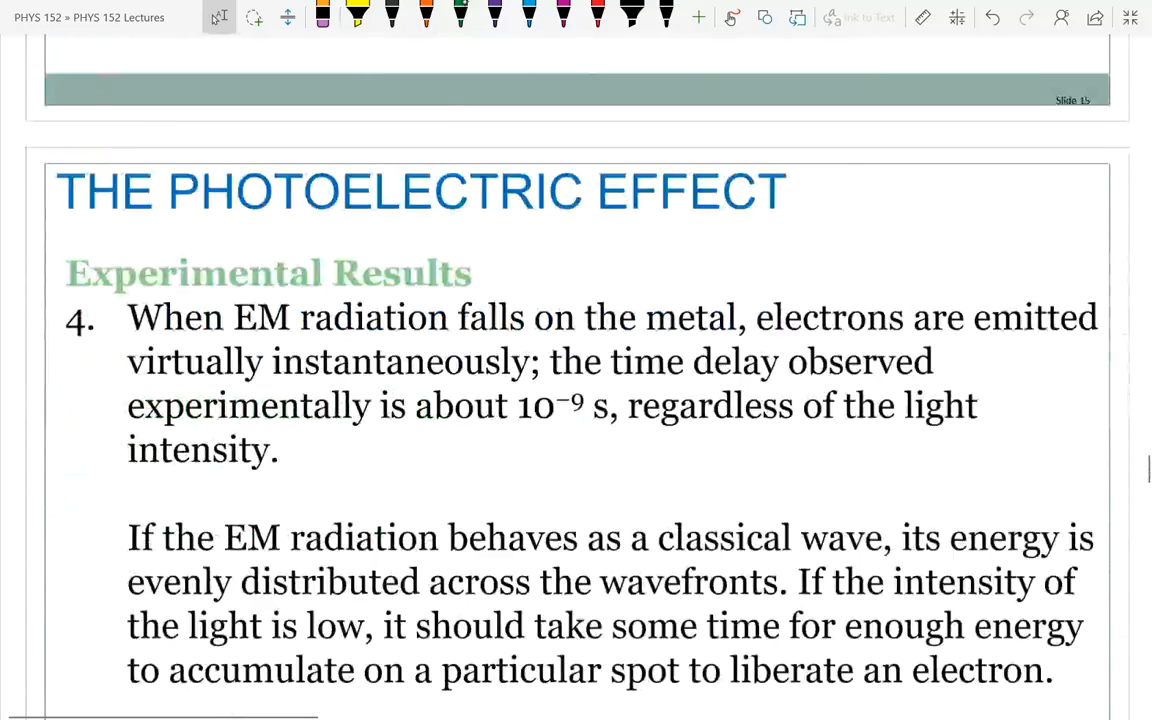 PHYS 152 » PHYS 152 Lectures
Ink to Text
Slide 15
THE PHOTOELECTRIC EFFECT
Experimental Results
4. When EM radiation falls on the metal, electrons are emitted
virtually instantaneously; the time delay observed
experimentally is about 10⁻⁹ s, regardless of the light
intensity.
If the EM radiation behaves as a classical wave, its energy is
evenly distributed across the wavefronts. If the intensity of
the light is low, it should take some time for enough energy
to accumulate on a particular spot to liberate an electron.